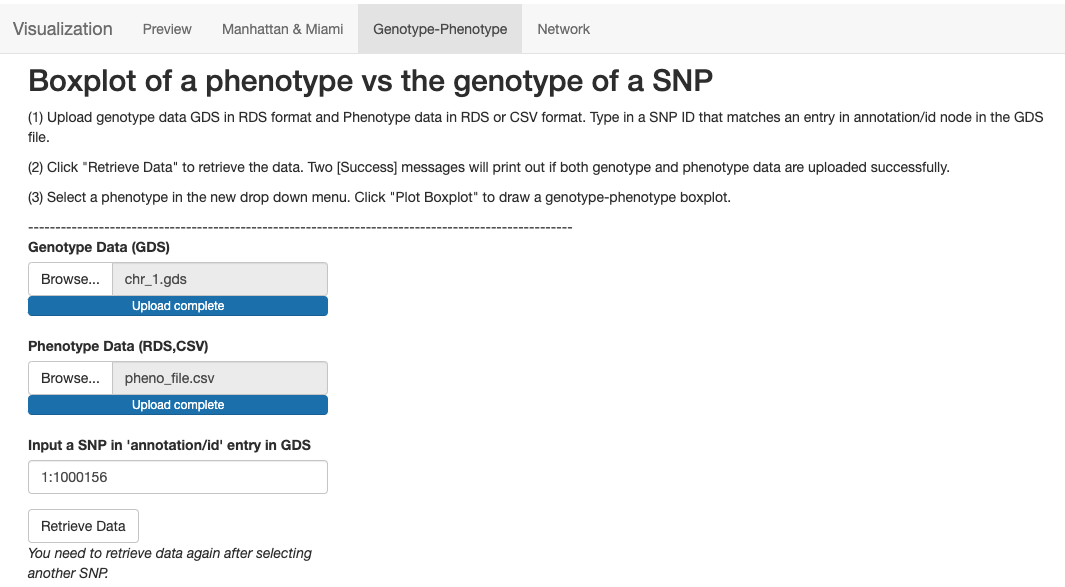 Visualization Preview Manhattan & Miami Genotype-Phenotype Network
Boxplot of a phenotype vs the genotype of a SNP
(1) Upload genotype data GDS in RDS format and Phenotype data in RDS or CSV format. Type in a SNP ID that matches an entry in annotation/id node in the GDS
file.
(2) Click "Retrieve Data" to retrieve the data. Two [Success] messages will print out if both genotype and phenotype data are uploaded successfully.
(3) Select a phenotype in the new drop down menu. Click "Plot Boxplot" to draw a genotype-phenotype boxplot.
----------------------------------------------------------------------------------------------------
Genotype Data (GDS)
Browse... chr_1.gds
Upload complete
Phenotype Data (RDS,CSV)
Browse... pheno_file.csv
Upload complete
Input a SNP in 'annotation/id' entry in GDS
1:1000156
Retrieve Data
You need to retrieve data again after selecting
another SNP.